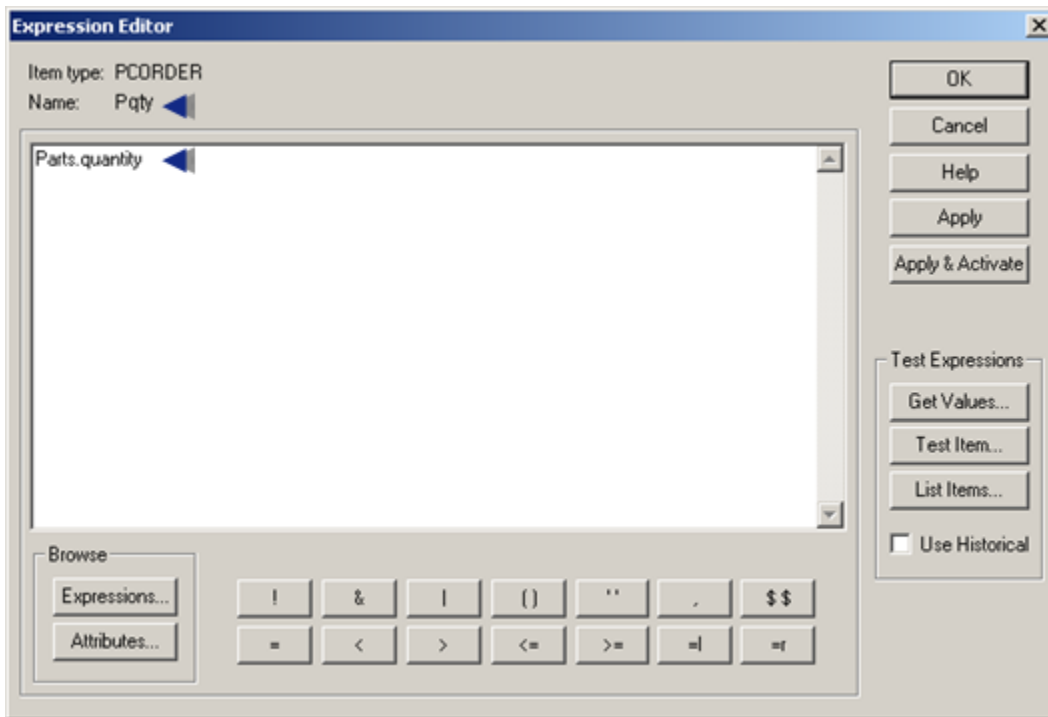 Expression Editor
Item type: PCORDER
Name: Pqty
Parts.quantity
OK
Cancel
Help
Apply
Apply & Activate
Test Expressions
Get Values...
Test Item...
List Items...
Use Historical
Browse
Expressions...
Attributes...
! & | ( ) ' ' , $ $
= < > <= >= =l =r